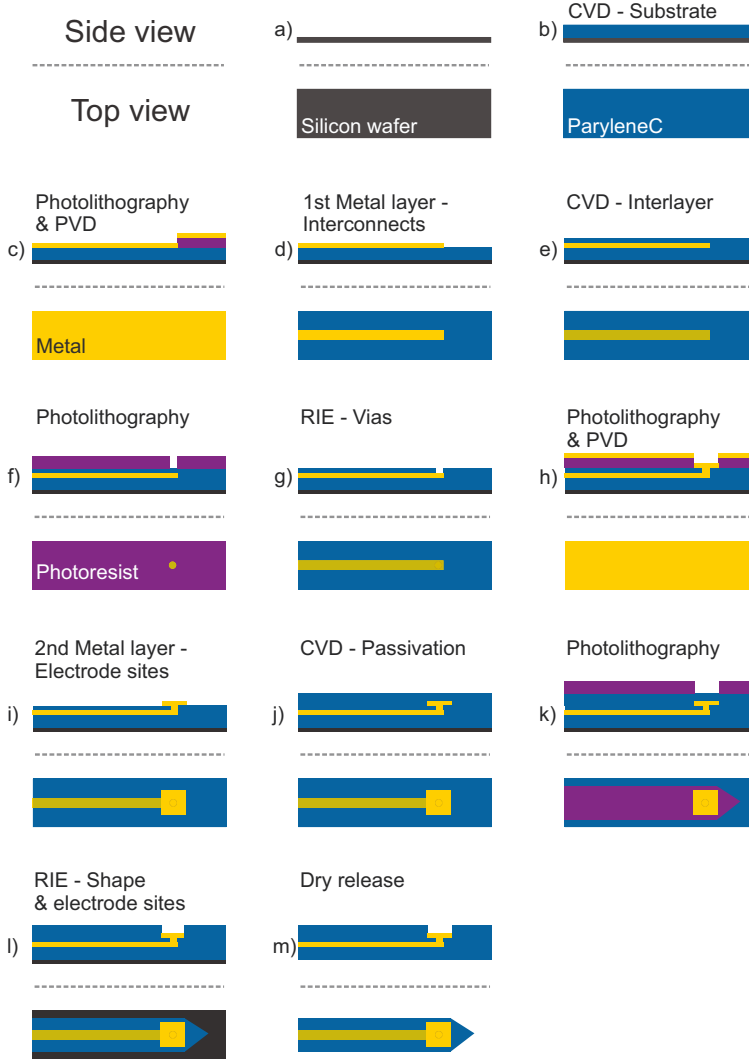 Side view
Top view
a)
Silicon wafer
CVD - Substrate
b)
ParyleneC
Photolithography
& PVD
c)
Metal
1st Metal layer -
Interconnects
d)
CVD - Interlayer
e)
Photolithography
f)
Photoresist
RIE - Vias
g)
Photolithography
& PVD
h)
2nd Metal layer -
Electrode sites
i)
CVD - Passivation
j)
Photolithography
k)
RIE - Shape
& electrode sites
l)
Dry release
m)